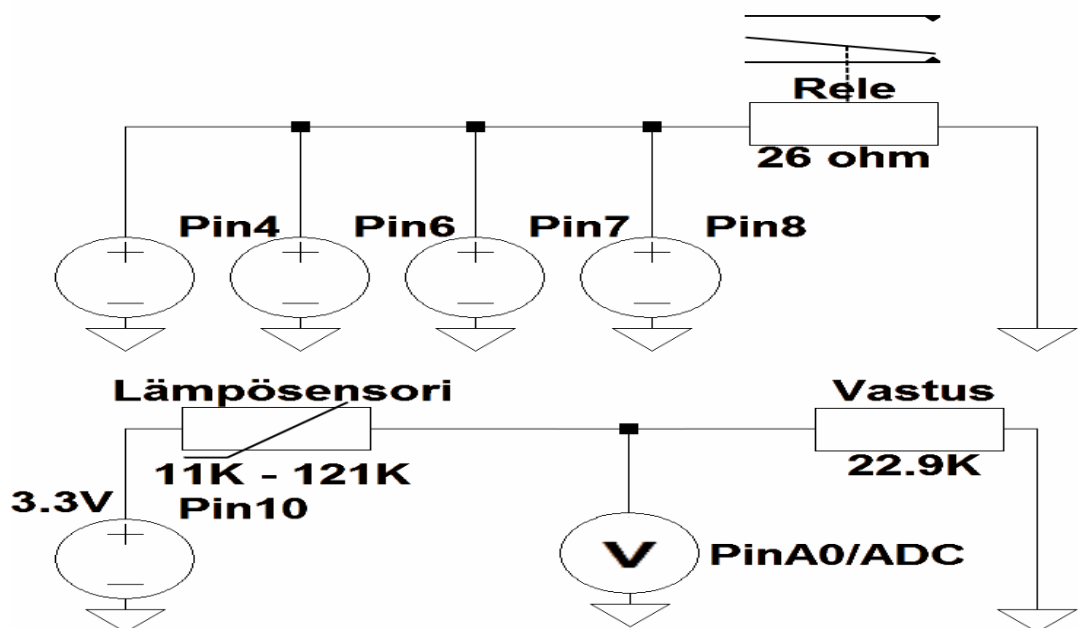 Rele
26 ohm
Pin4
Pin6
Pin7
Pin8
Lämpösensori
Vastus
11K - 121K
22.9K
3.3V
Pin10
V
PinA0/ADC